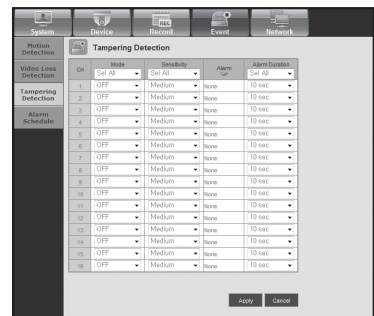 System Device Record Event Network
REC
Motion Detection
Video Loss Detection
Tampering Detection
Alarm Schedule
Tampering Detection
CH Mode Sensitivity Alarm Alarm Duration
Sel All Sel All Sel All
1 OFF Medium None 10 sec
2 OFF Medium None 10 sec
3 OFF Medium None 10 sec
4 OFF Medium None 10 sec
5 OFF Medium None 10 sec
6 OFF Medium None 10 sec
7 OFF Medium None 10 sec
8 OFF Medium None 10 sec
9 OFF Medium None 10 sec
10 OFF Medium None 10 sec
11 OFF Medium None 10 sec
12 OFF Medium None 10 sec
13 OFF Medium None 10 sec
14 OFF Medium None 10 sec
15 OFF Medium None 10 sec
16 OFF Medium None 10 sec
Apply Cancel